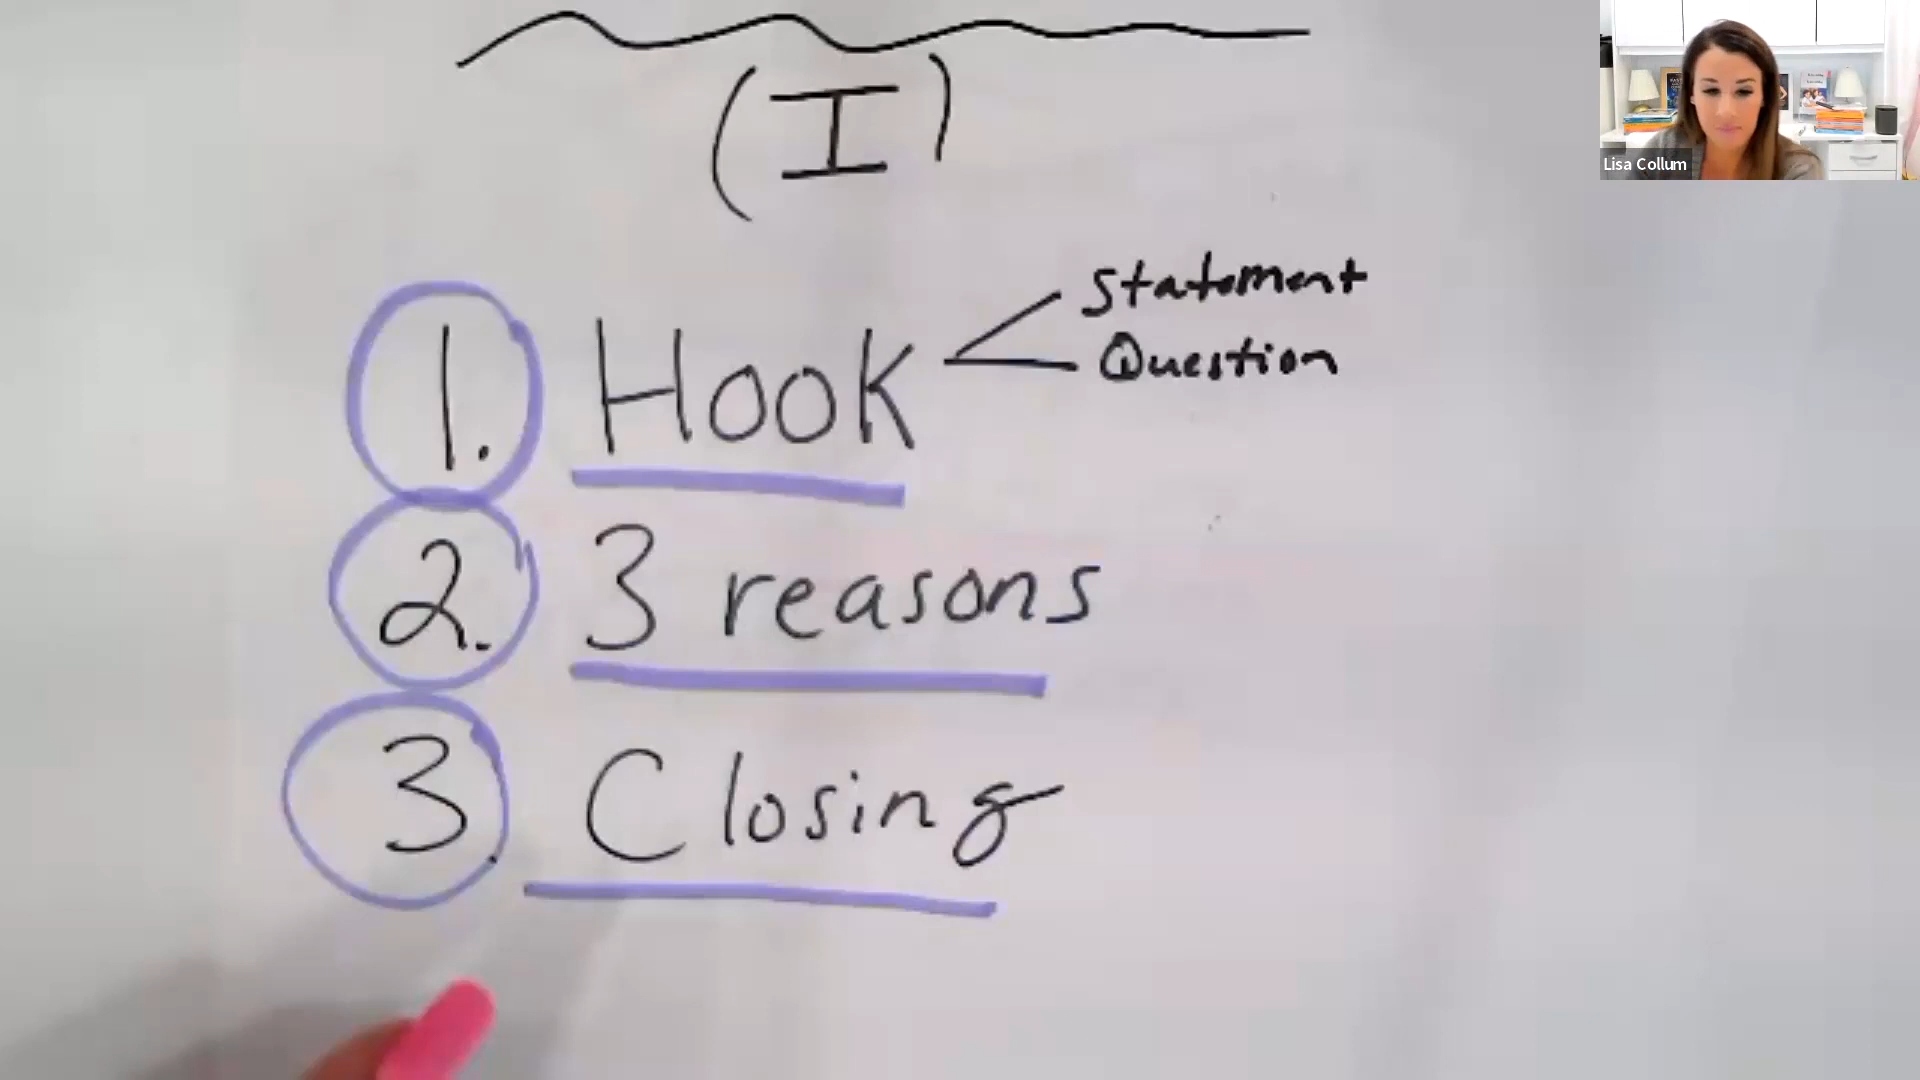 (I)
1. Hook
Statement
Question
2. 3 reasons
3. Closing
Lisa Collum